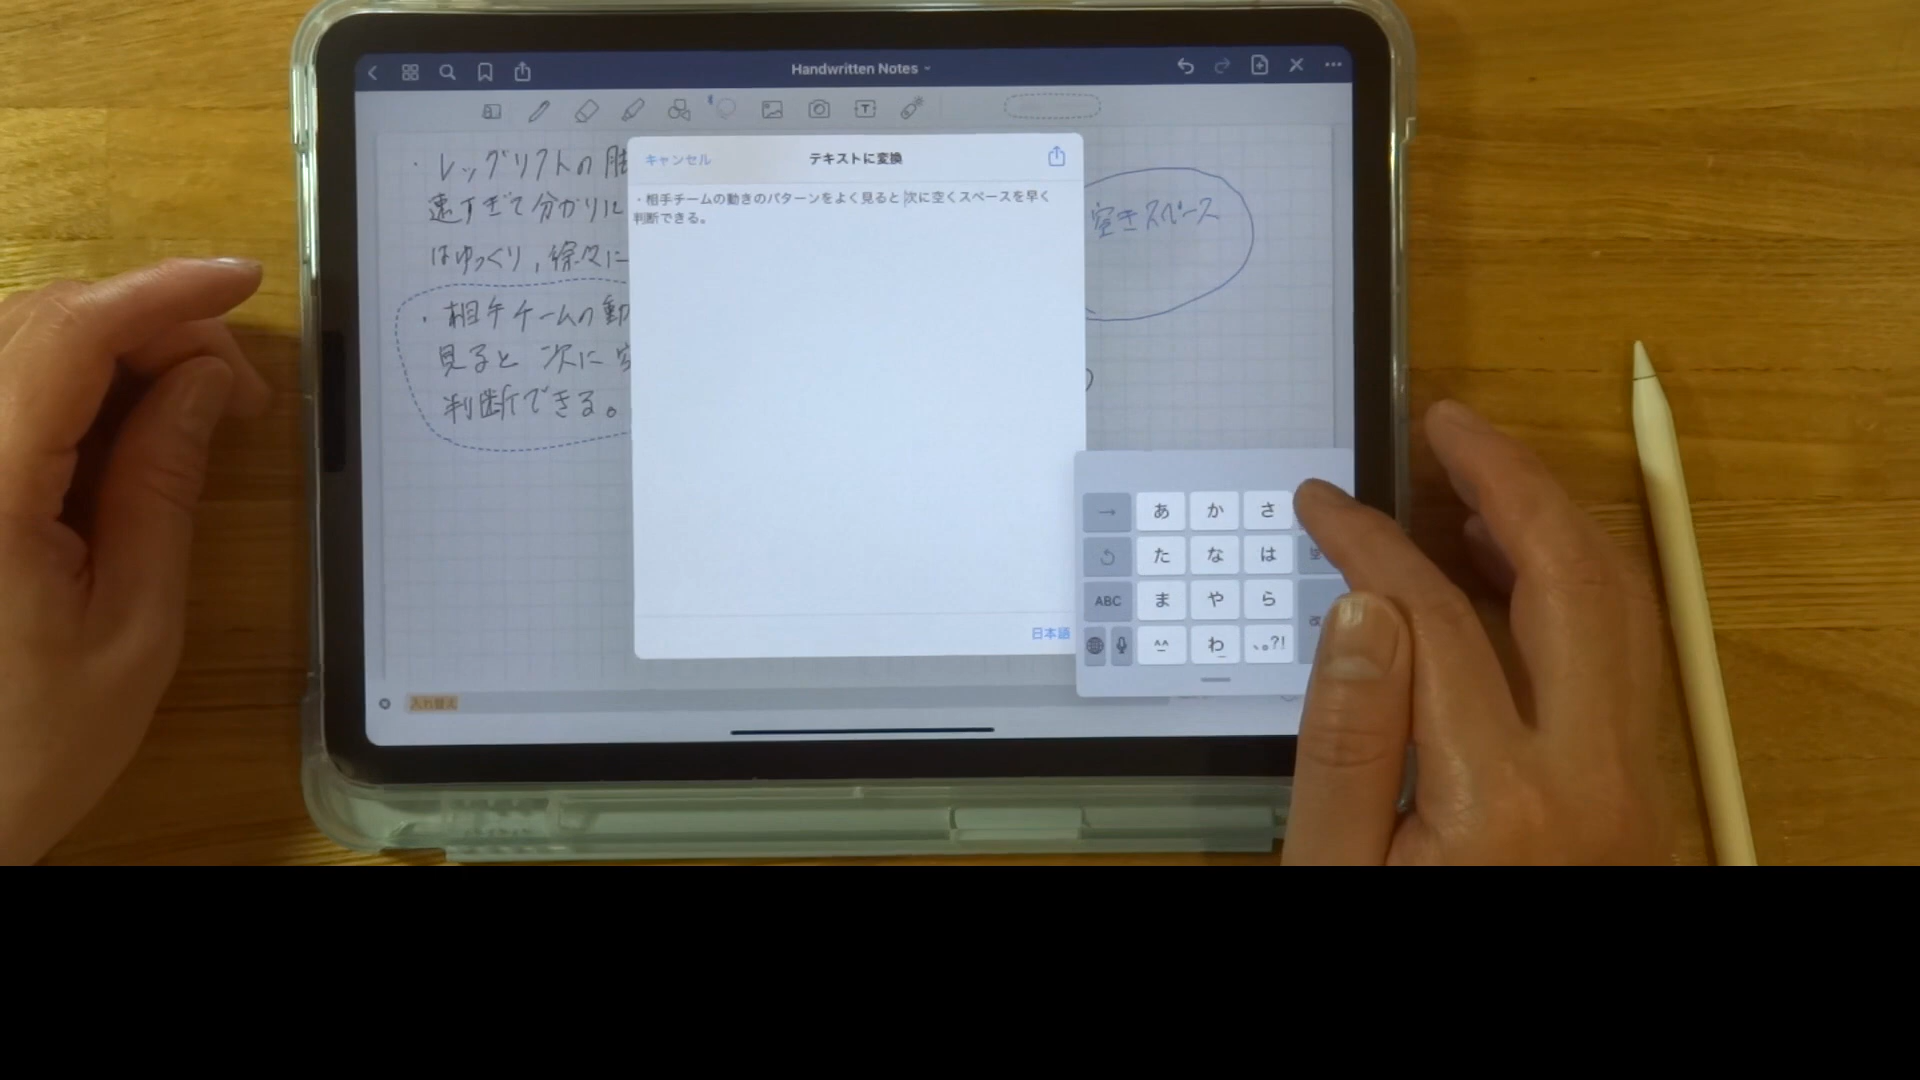 Handwritten Notes
・レッグリフトの
速すぎて分かりに
はゆっくり，徐々に
・相手チームの動
見ると 次に
判断できる。
キャンセル
テキストに変換
・相手チームの動きのパターンをよく見ると 次に空くスペースを早く
判断できる。
日本語
空きスペース
→ あ か さ
た な は
ABC ま や ら
^^ わ 、。?!
入れ替え